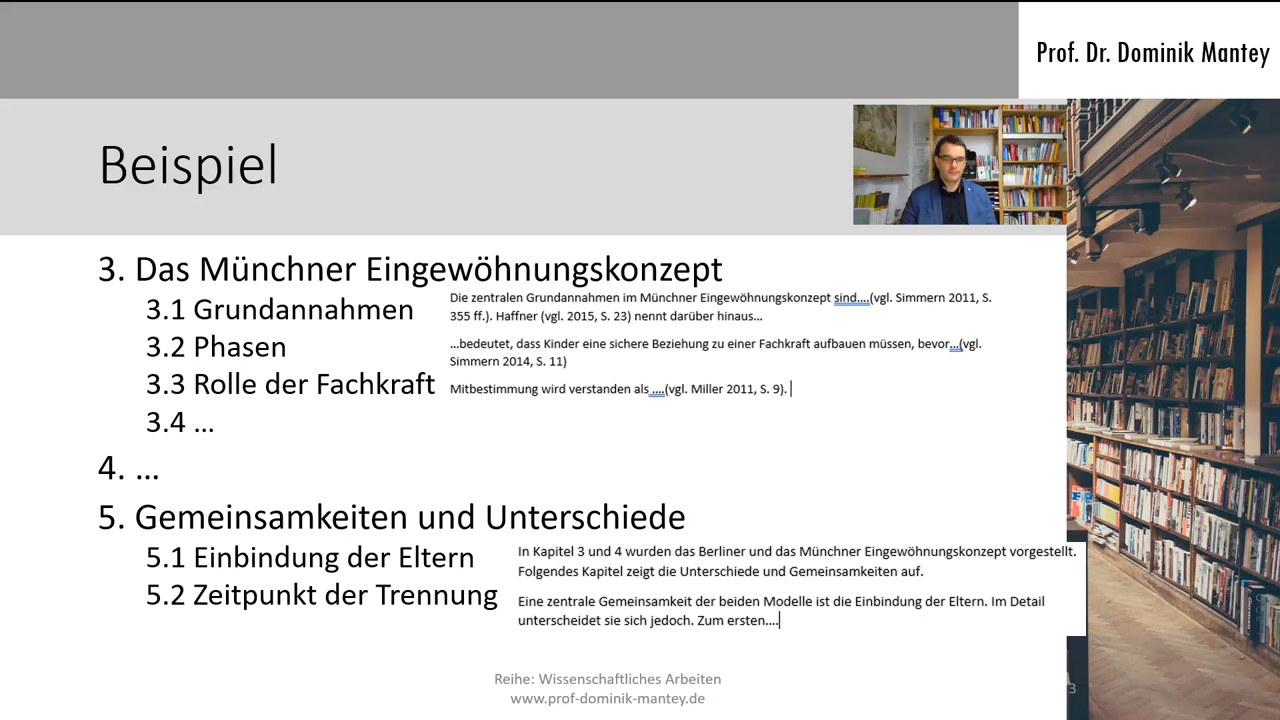 Prof. Dr. Dominik Mantey
Beispiel
3. Das Münchner Eingewöhnungskonzept
3.1 Grundannahmen
Die zentralen Grundannahmen im Münchner Eingewöhnungskonzept sind....(vgl. Simmern 2011, S.
355 ff.). Haffner (vgl. 2015, S. 23) nennt darüber hinaus...
3.2 Phasen
...bedeutet, dass Kinder eine sichere Beziehung zu einer Fachkraft aufbauen müssen, bevor...(vgl.
Simmern 2014, S. 11)
3.3 Rolle der Fachkraft
Mitbestimmung wird verstanden als ....(vgl. Miller 2011, S. 9).
3.4 ...
4. ...
5. Gemeinsamkeiten und Unterschiede
5.1 Einbindung der Eltern
In Kapitel 3 und 4 wurden das Berliner und das Münchner Eingewöhnungskonzept vorgestellt.
Folgendes Kapitel zeigt die Unterschiede und Gemeinsamkeiten auf.
5.2 Zeitpunkt der Trennung
Eine zentrale Gemeinsamkeit der beiden Modelle ist die Einbindung der Eltern. Im Detail
unterscheidet sie sich jedoch. Zum ersten....
Reihe: Wissenschaftliches Arbeiten
www.prof-dominik-mantey.de
3